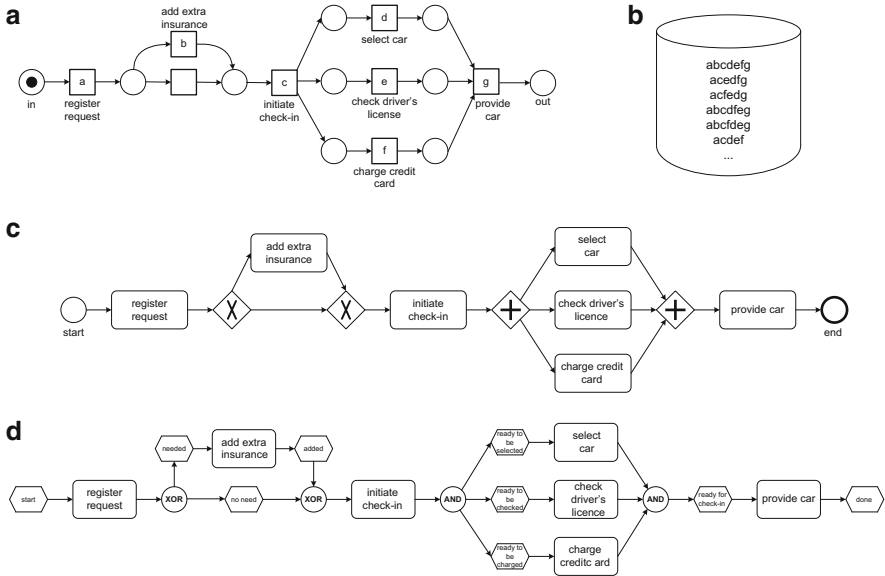 a
add extra
insurance
b
a
in
register
request
c
initiate
check-in
d
select car
e
check driver's
license
f
charge credit
card
g
provide
car
out
b
abcdefg
acedfg
acfedg
abcdfeg
abcfdeg
acdef
...
c
start
register
request
X
add extra
insurance
X
initiate
check-in
+
select
car
check driver's
licence
charge credit
card
+
provide car
end
d
start
register
request
XOR
needed
add extra
insurance
added
no need
XOR
initiate
check-in
AND
ready to
be
selected
select
car
ready to
be
checked
check
driver's
licence
ready to
be
charged
charge
creditc ard
AND
ready for
check-in
provide car
done